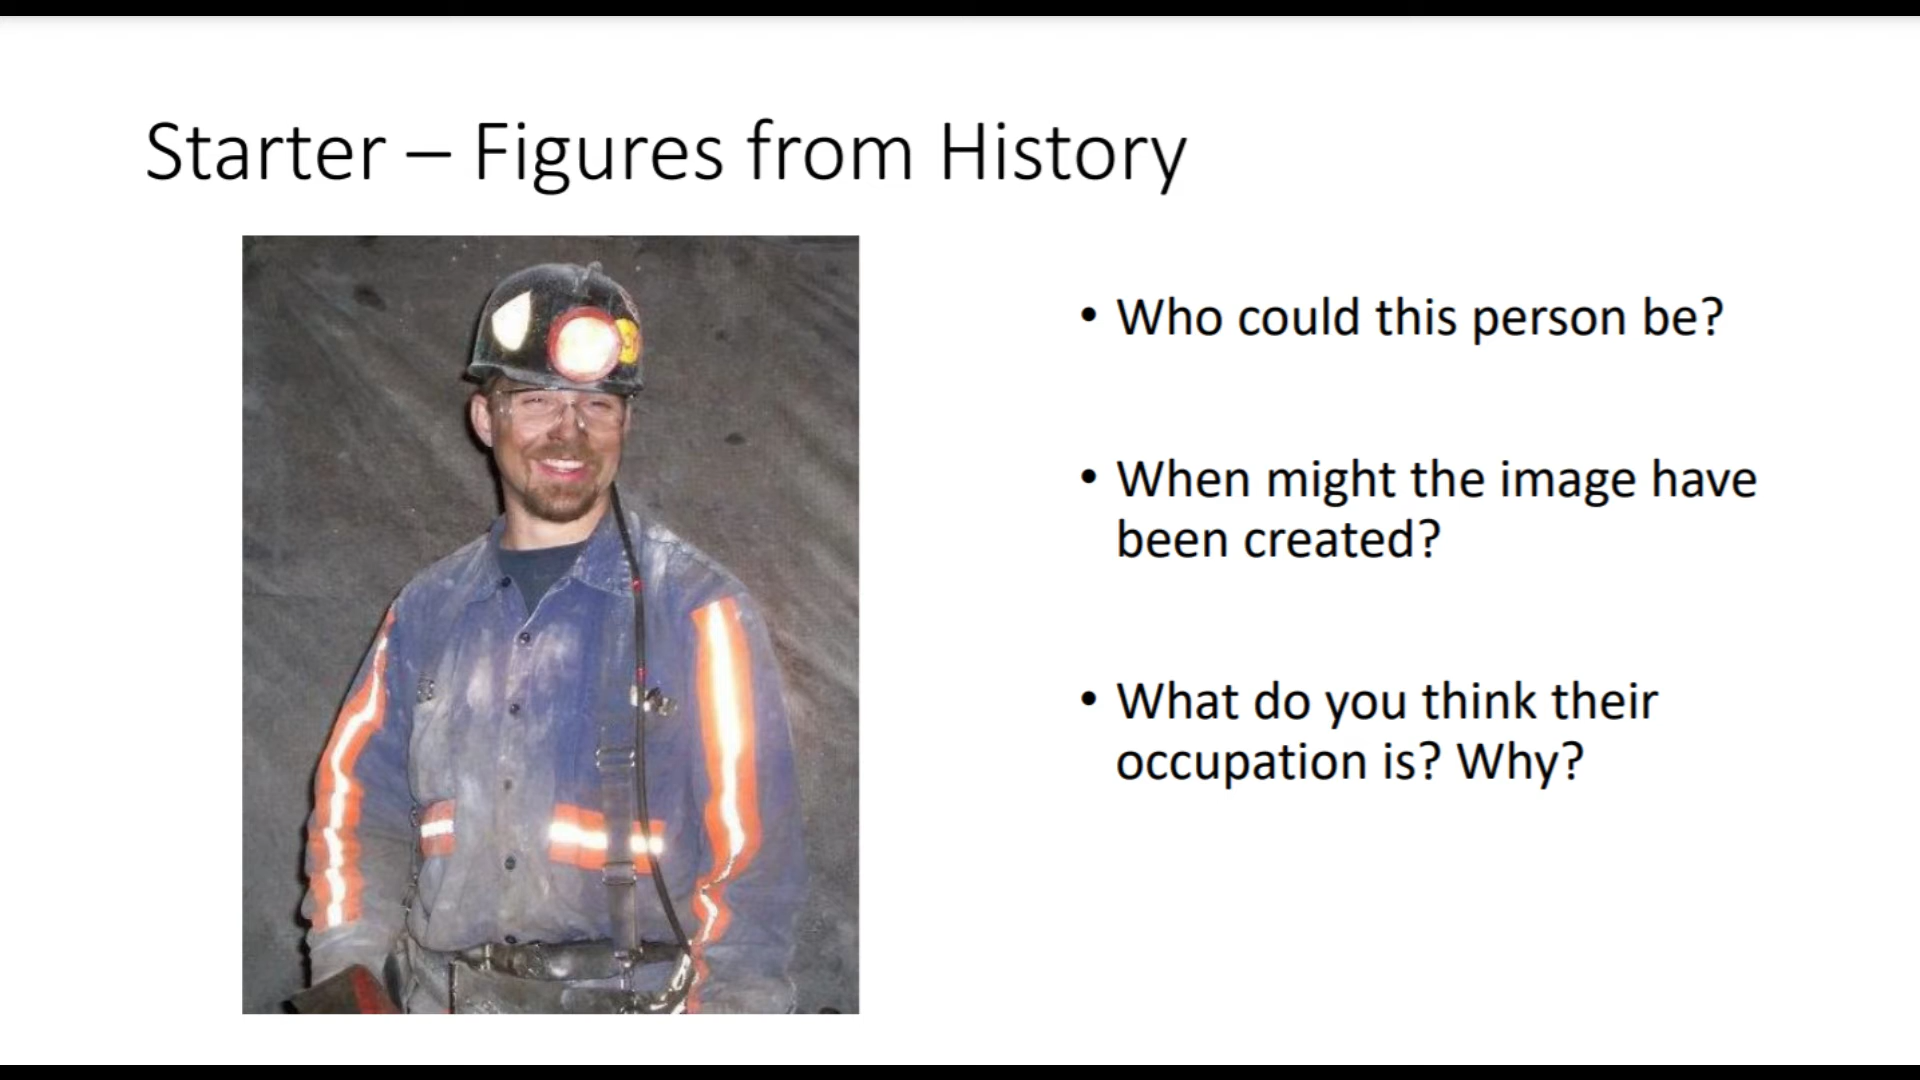 Starter – Figures from History
• Who could this person be?
• When might the image have
been created?
• What do you think their
occupation is? Why?